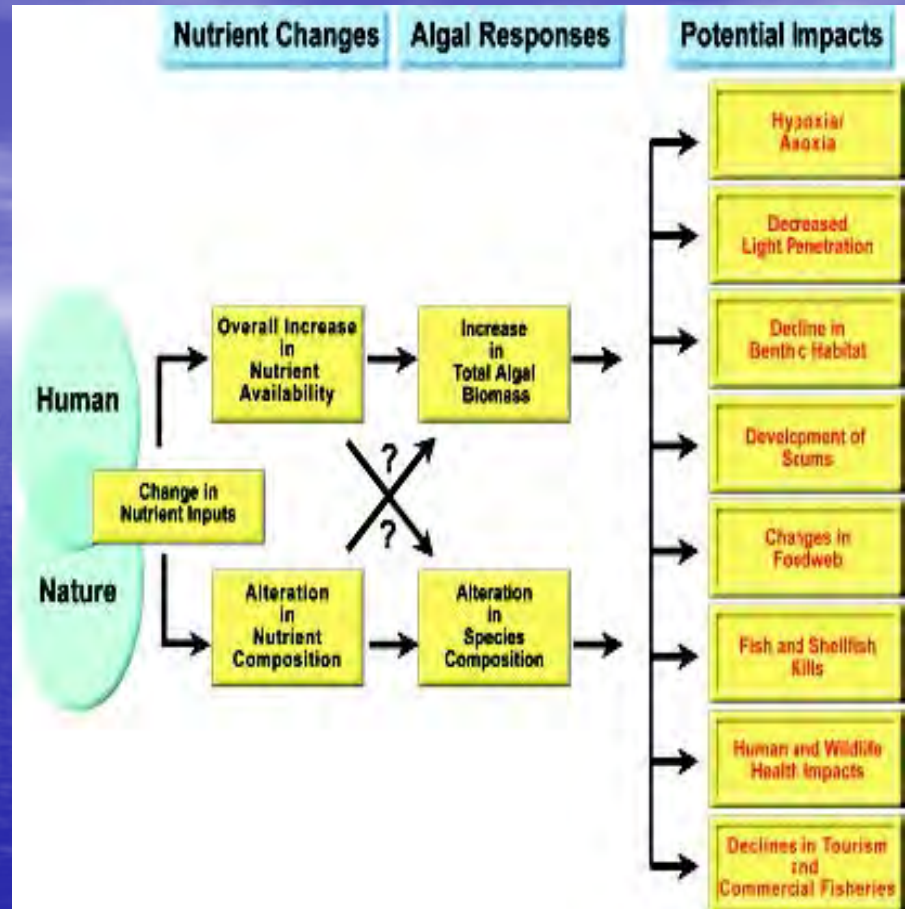 Nutrient Changes
Algal Responses
Potential Impacts
Human
Nature
Change in
Nutrient Inputs
Overall Increase
in
Nutrient
Availability
Alteration
in
Nutrient
Composition
?
?
Increase
in
Total Algal
Biomass
Alteration
in
Species
Composition
Hypoxia/
Anoxia
Decreased
Light Penetration
Decline in
Benthic Habitat
Development of
Scums
Changes in
Foodweb
Fish and Shellfish
Kills
Human and Wildlife
Health Impacts
Declines in Tourism
and
Commercial Fisheries